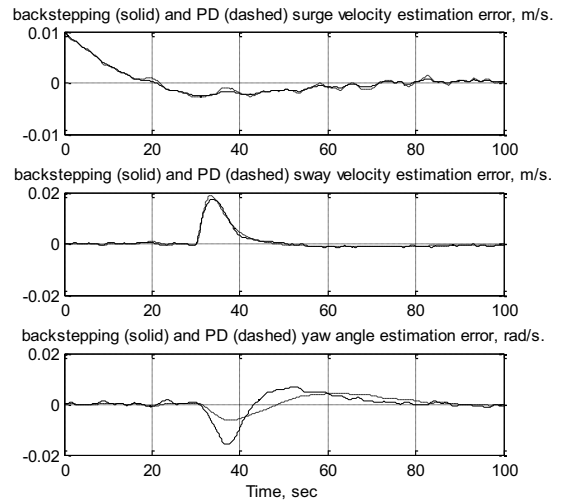 backstepping (solid) and PD (dashed) surge velocity estimation error, m/s.
0.01
0
-0.01
0 20 40 60 80 100
backstepping (solid) and PD (dashed) sway velocity estimation error, m/s.
0.02
0
-0.02
0 20 40 60 80 100
backstepping (solid) and PD (dashed) yaw angle estimation error, rad/s.
0.02
0
-0.02
0 20 40 60 80 100
Time, sec